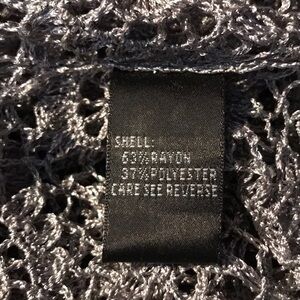 SHELL:
63%RAYON
37%POLYESTER
CARE SEE REVERSE